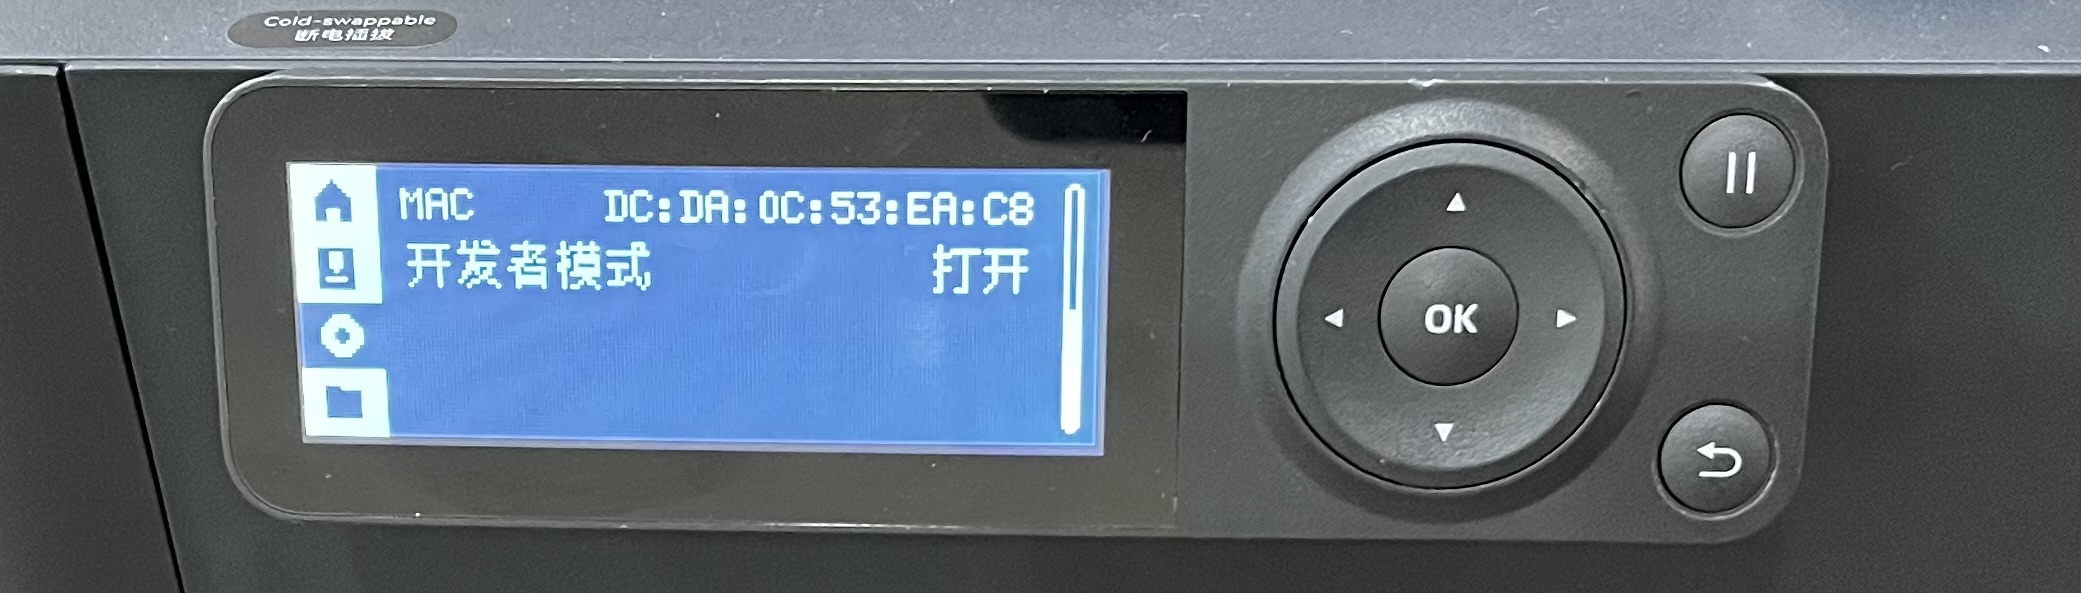 Cold-swappable
断电插拔
MAC DC:DA:0C:53:EA:C8
开发者模式 打开
OK